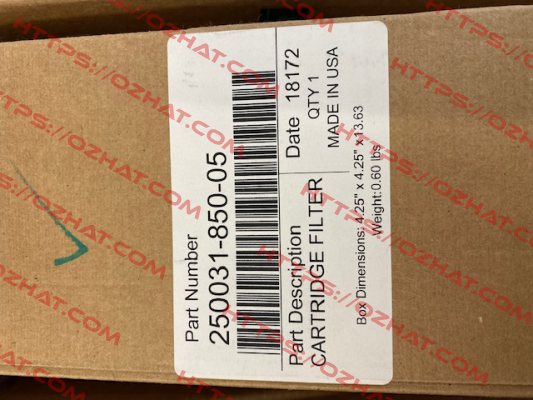 Part Number
250031-850-05
Part Description
CARTRIDGE FILTER
Date 18172
QTY 1
MADE IN USA
Box Dimensions: 4.25" x 4.25" x 13.63
Weight:0.60 lbs
HTTPS://OZHAT.COM